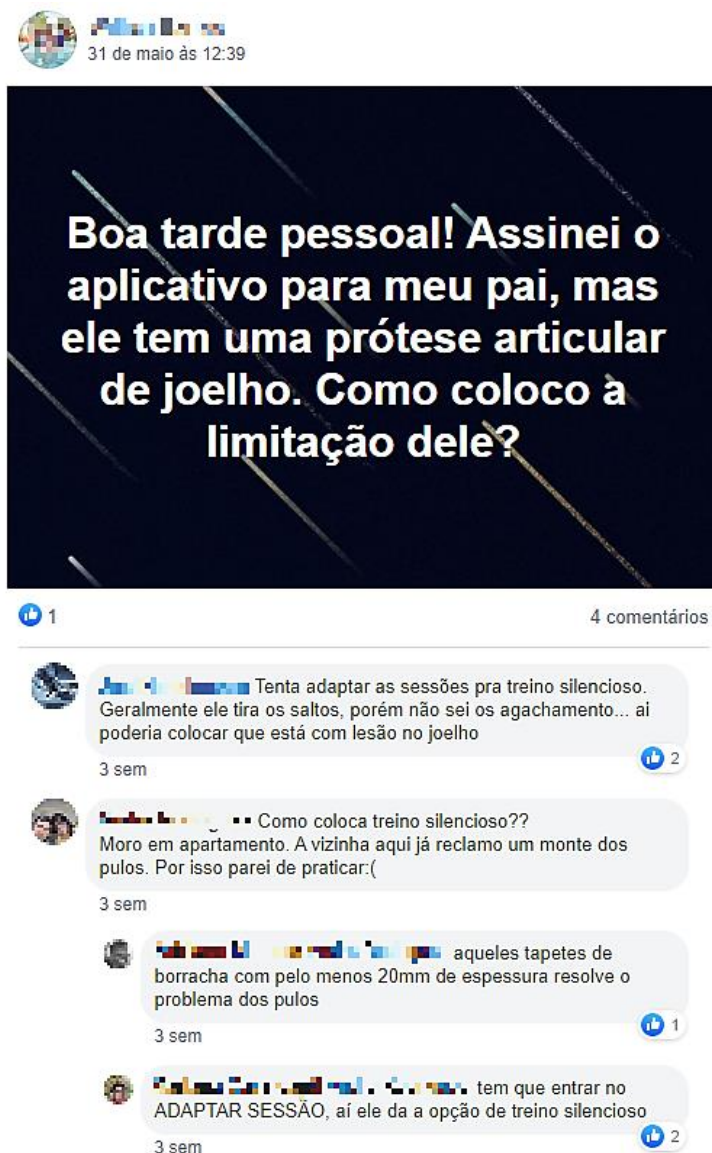 31 de maio às 12:39
Boa tarde pessoal! Assinei o
aplicativo para meu pai, mas
ele tem uma prótese articular
de joelho. Como coloco a
limitação dele?
1
4 comentários
Tenta adaptar as sessões pra treino silencioso.
Geralmente ele tira os saltos, porém não sei os agachamento... ai
poderia colocar que está com lesão no joelho
2
3 sem
Como coloca treino silencioso??
Moro em apartamento. A vizinha aqui já reclamo um monte dos
pulos. Por isso parei de praticar:(
3 sem
aqueles tapetes de
borracha com pelo menos 20mm de espessura resolve o
problema dos pulos
1
3 sem
tem que entrar no
ADAPTAR SESSÃO, aí ele da a opção de treino silencioso
2
3 sem